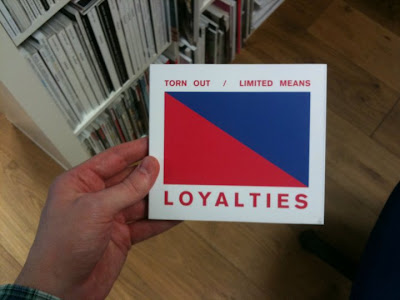 TORN OUT / LIMITED MEANS
LOYALTIES